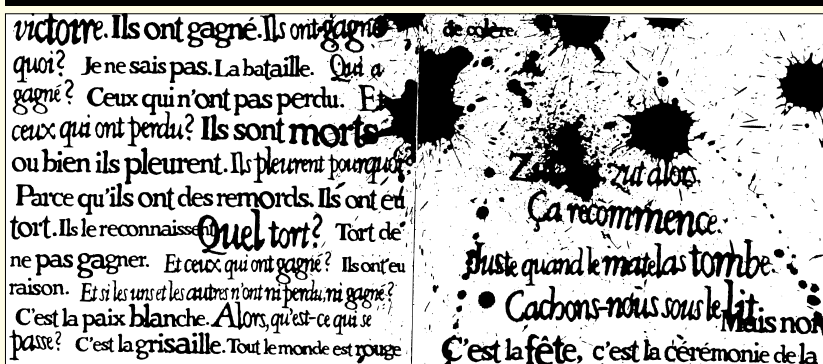 victoire. Ils ont gagné. Ils ont gagné
quoi? Je ne sais pas. La bataille. Qui a
gagné? Ceux qui n'ont pas perdu. Et
ceux qui ont perdu? Ils sont morts
ou bien ils pleurent. Ils pleurent pourquoi?
Parce qu'ils ont des remords. Ils ont eu
tort. Ils le reconnaissent. Quel tort? Tort de
ne pas gagner. Et ceux qui ont gagné? Ils ont eu
raison. Et si les uns et les autres n'ont ni perdu, ni gagné?
C'est la paix blanche. Alors, qu'est-ce qui se
passe? C'est la grisaille. Tout le monde est rouge
de colère.
zut alors.
Ça recommence.
Juste quand le matelas tombe.
Cachons-nous sous le lit.
Mais non
C'est la fête, c'est la cérémonie de la